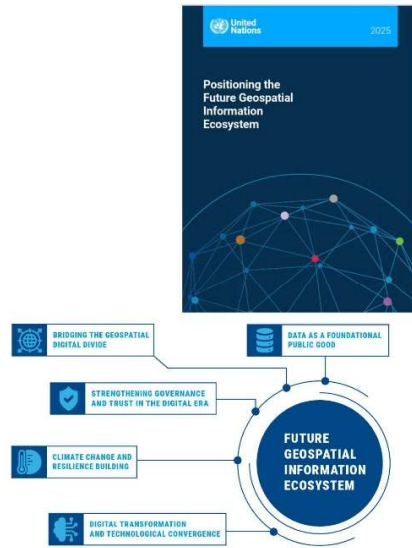 United
Nations
2025
Positioning the
Future Geospatial
Information
Ecosystem
BRIDGING THE GEOSPATIAL
DIGITAL DIVIDE
DATA AS A FOUNDATIONAL
PUBLIC GOOD
STRENGTHENING GOVERNANCE
AND TRUST IN THE DIGITAL ERA
CLIMATE CHANGE AND
RESILIENCE BUILDING
DIGITAL TRANSFORMATION
AND TECHNOLOGICAL CONVERGENCE
FUTURE
GEOSPATIAL
INFORMATION
ECOSYSTEM